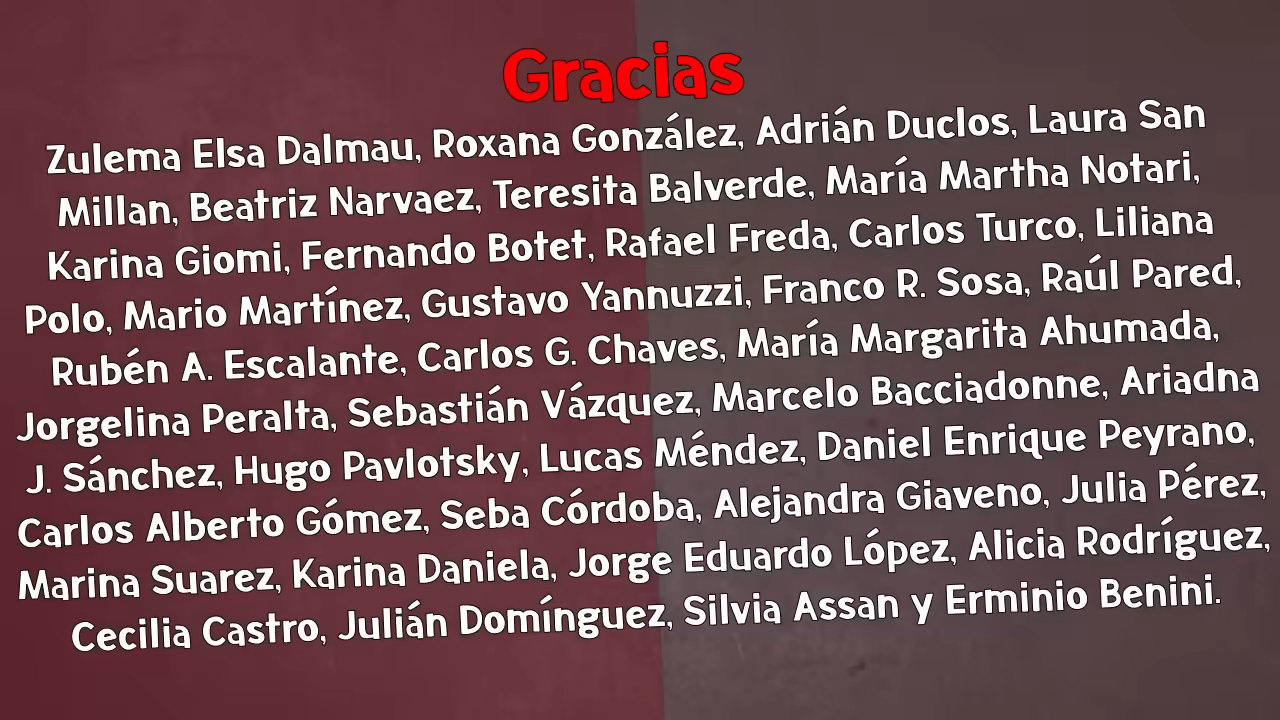 Gracias
Zulema Elsa Dalmau, Roxana González, Adrián Duclos, Laura San
Millan, Beatriz Narvaez, Teresita Balverde, María Martha Notari,
Karina Giomi, Fernando Botet, Rafael Freda, Carlos Turco, Liliana
Polo, Mario Martínez, Gustavo Yannuzzi, Franco R. Sosa, Raúl Pared,
Rubén A. Escalante, Carlos G. Chaves, María Margarita Ahumada,
Jorgelina Peralta, Sebastián Vázquez, Marcelo Bacciadonne, Ariadna
J. Sánchez, Hugo Pavlotsky, Lucas Méndez, Daniel Enrique Peyrano,
Carlos Alberto Gómez, Seba Córdoba, Alejandra Giaveno, Julia Pérez,
Marina Suarez, Karina Daniela, Jorge Eduardo López, Alicia Rodríguez,
Cecilia Castro, Julián Domínguez, Silvia Assan y Erminio Benini.